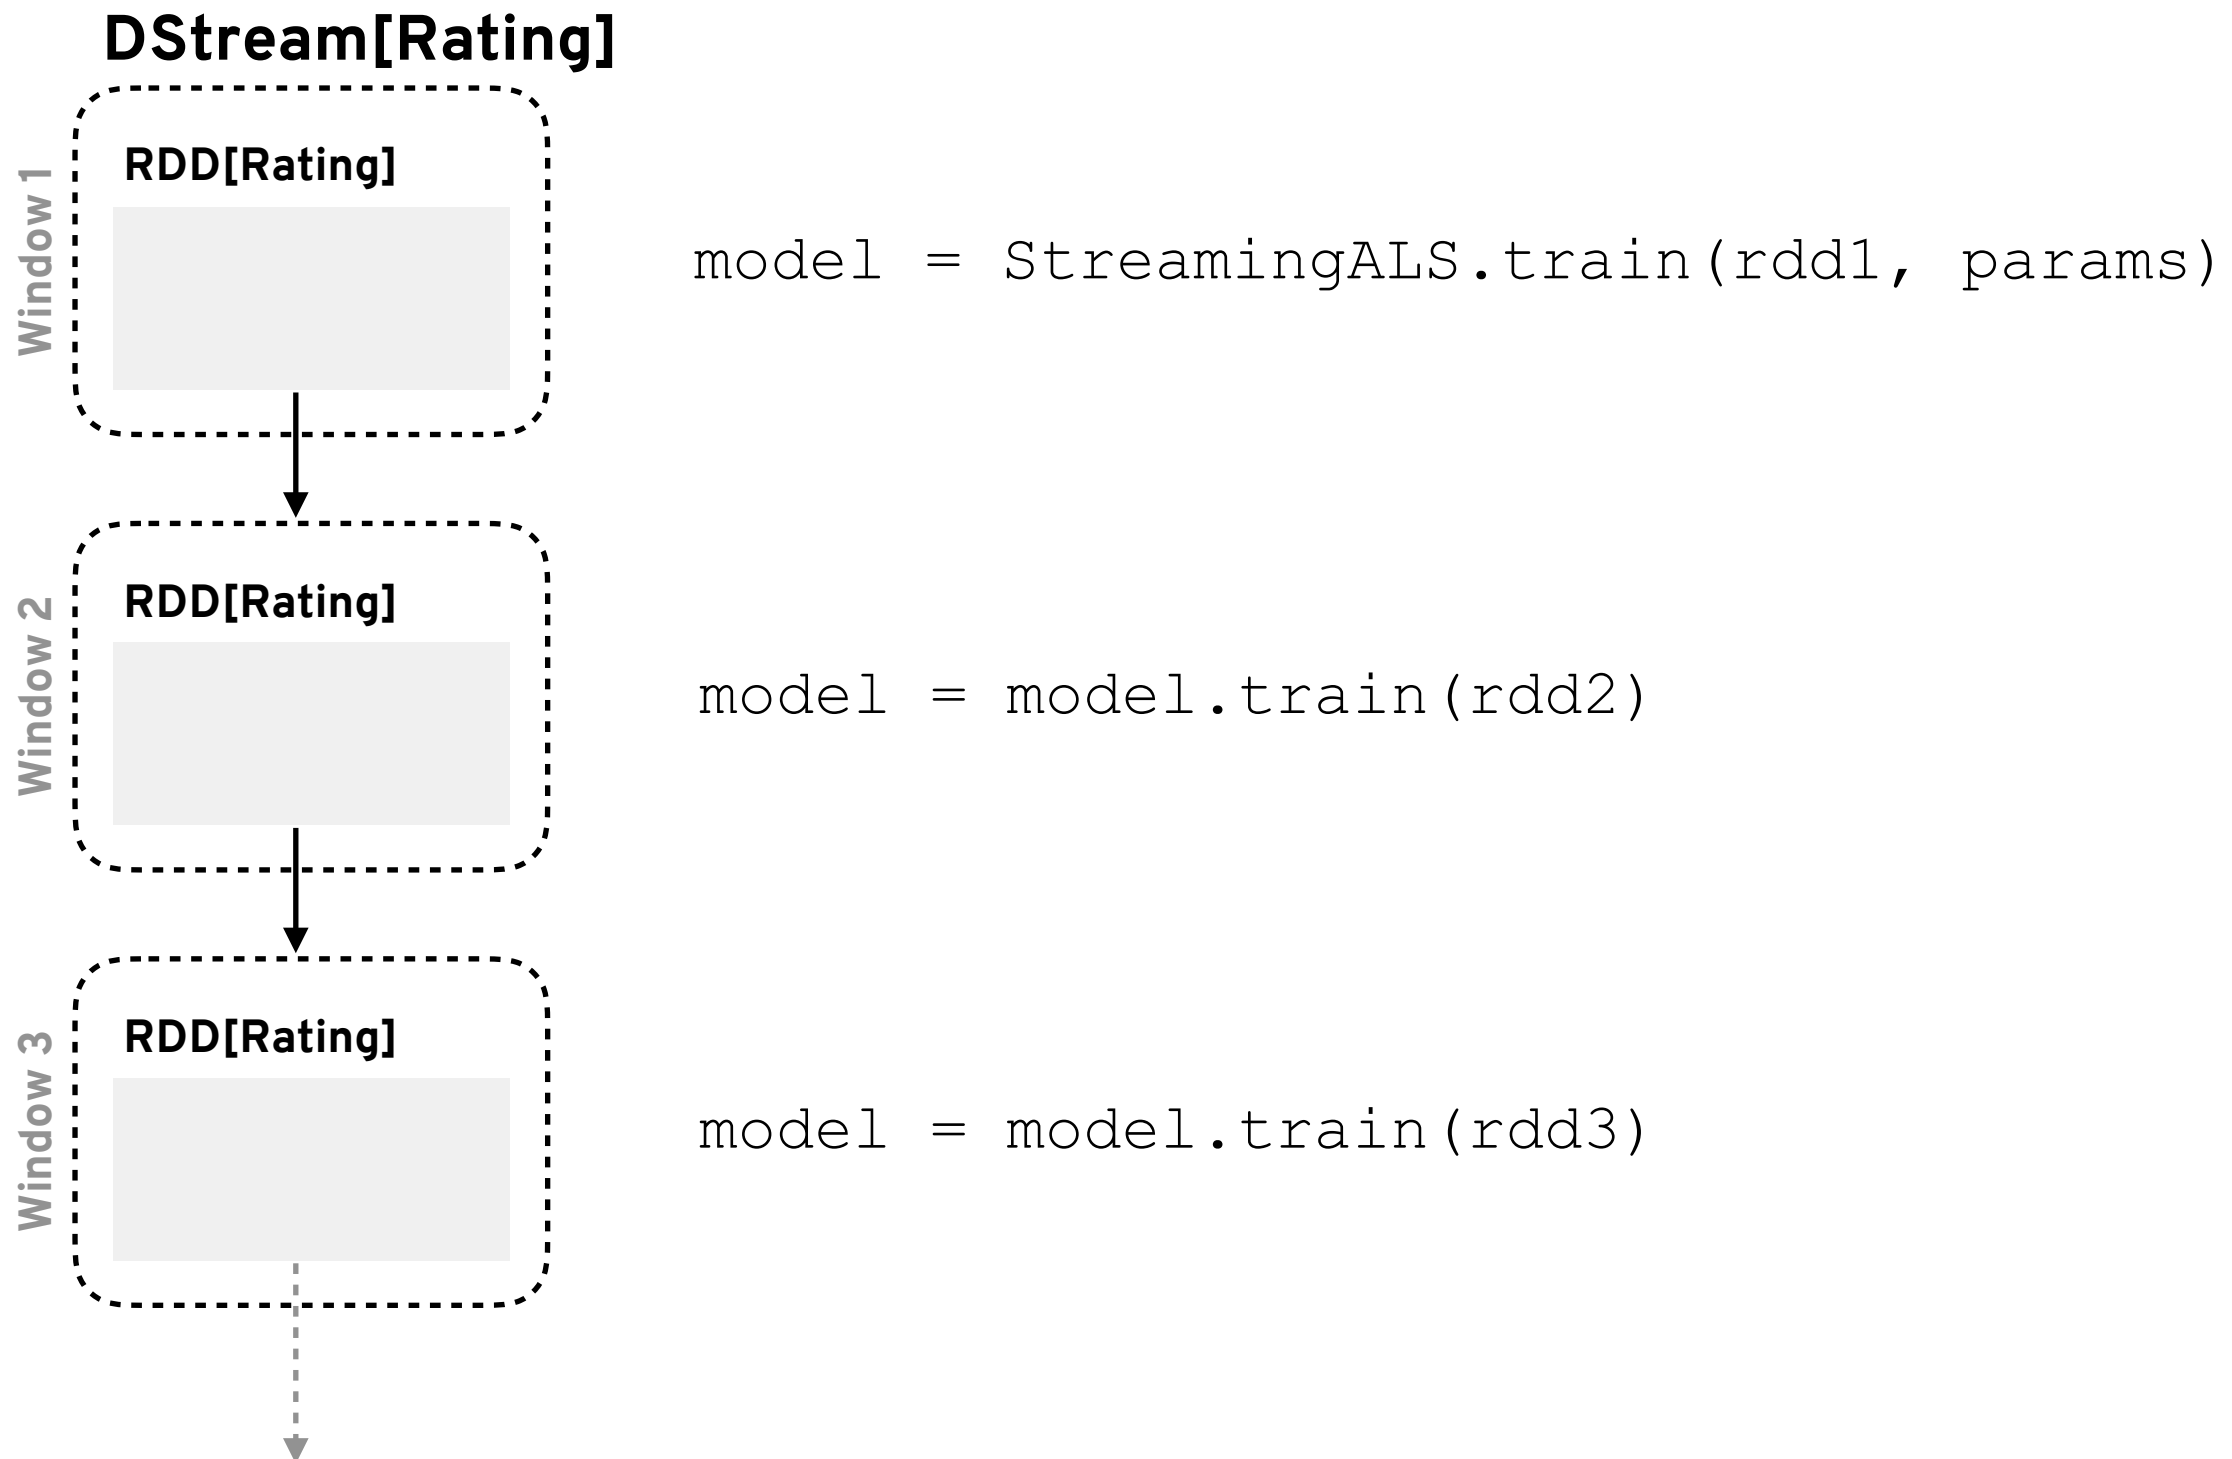 DStream[Rating]
Window 1
RDD[Rating]
model = StreamingALS.train(rdd1, params)
Window 2
RDD[Rating]
model = model.train(rdd2)
Window 3
RDD[Rating]
model = model.train(rdd3)